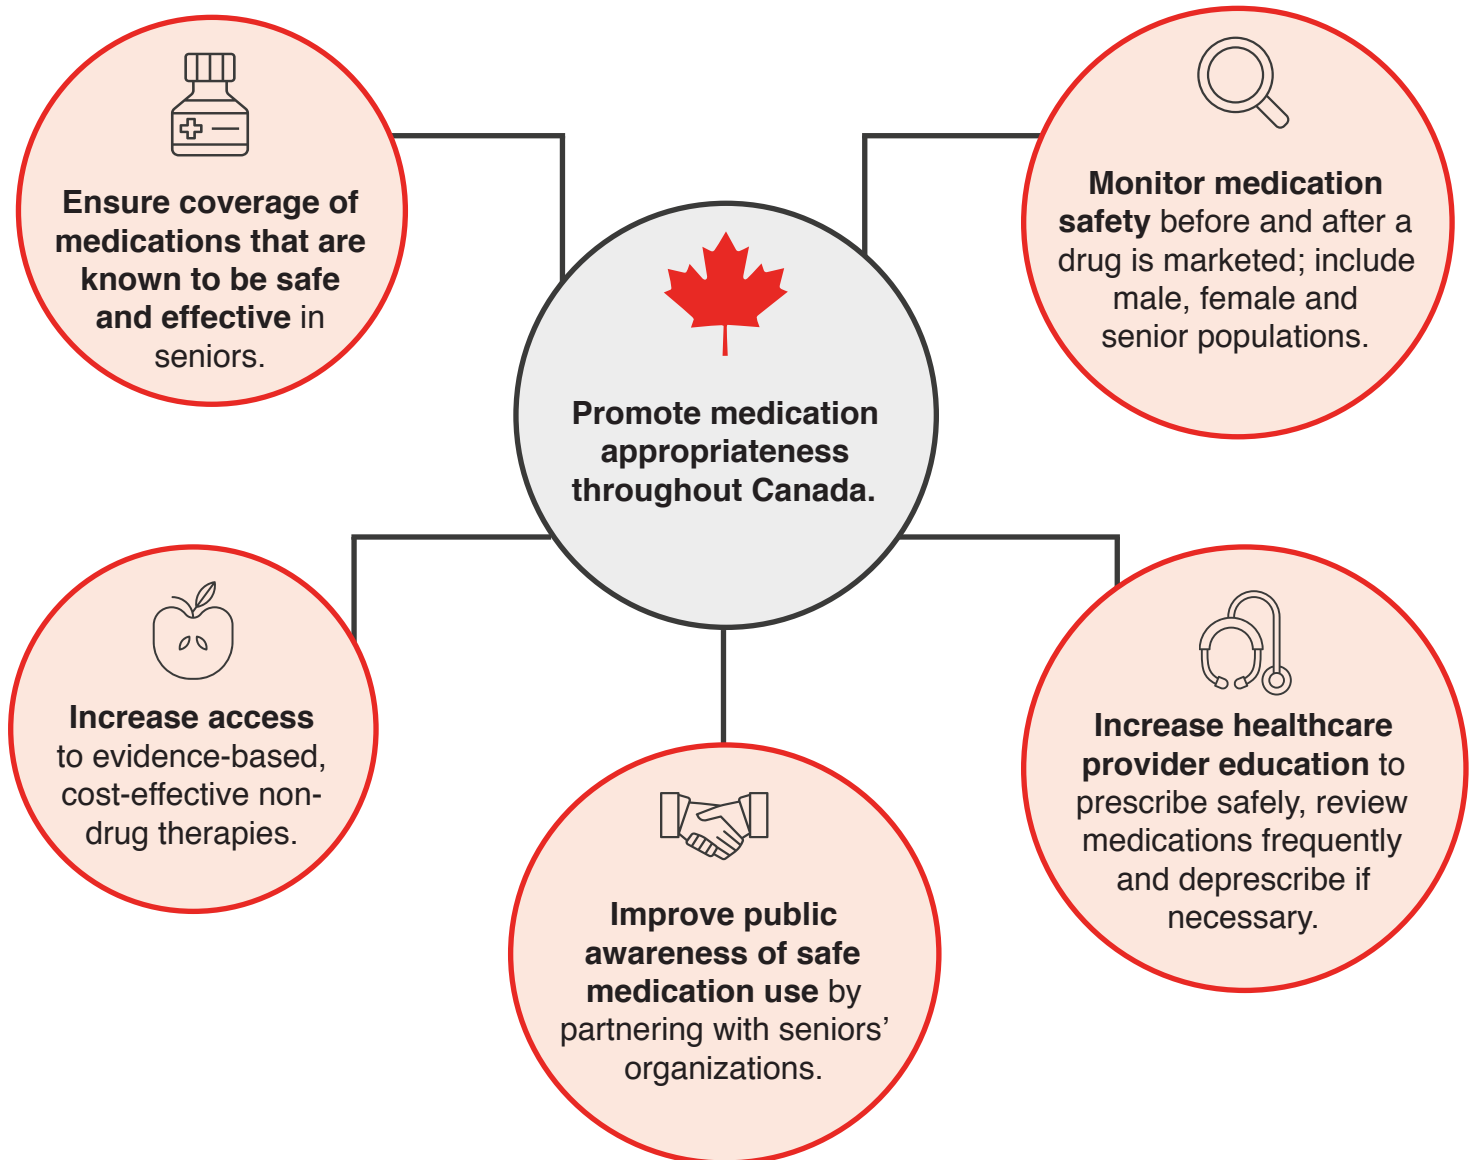 Ensure coverage of
medications that are
known to be safe
and effective in
seniors.
Monitor medication
safety before and after a
drug is marketed; include
male, female and
senior populations.
Promote medication
appropriateness
throughout Canada.
Increase access
to evidence-based,
cost-effective non-
drug therapies.
Improve public
awareness of safe
medication use by
partnering with seniors’
organizations.
Increase healthcare
provider education to
prescribe safely, review
medications frequently
and deprescribe if
necessary.